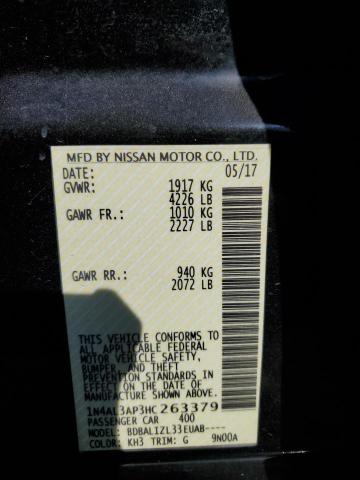 MFD BY NISSAN MOTOR CO., LTD.
DATE: 05/17
GVWR: 1917 KG
4226 LB
GAWR FR.: 1010 KG
2227 LB
GAWR RR.: 940 KG
2072 LB
THIS VEHICLE CONFORMS TO
ALL APPLICABLE FEDERAL
MOTOR VEHICLE SAFETY,
BUMPER, AND THEFT
PREVENTION STANDARDS IN
EFFECT ON THE DATE OF
MANUFACTURE SHOWN ABOVE.
1N4AL3AP3HC263379
PASSENGER CAR 400
MODEL: BDBALIZL33EUAB----
COLOR: KH3 TRIM: G 9N00A